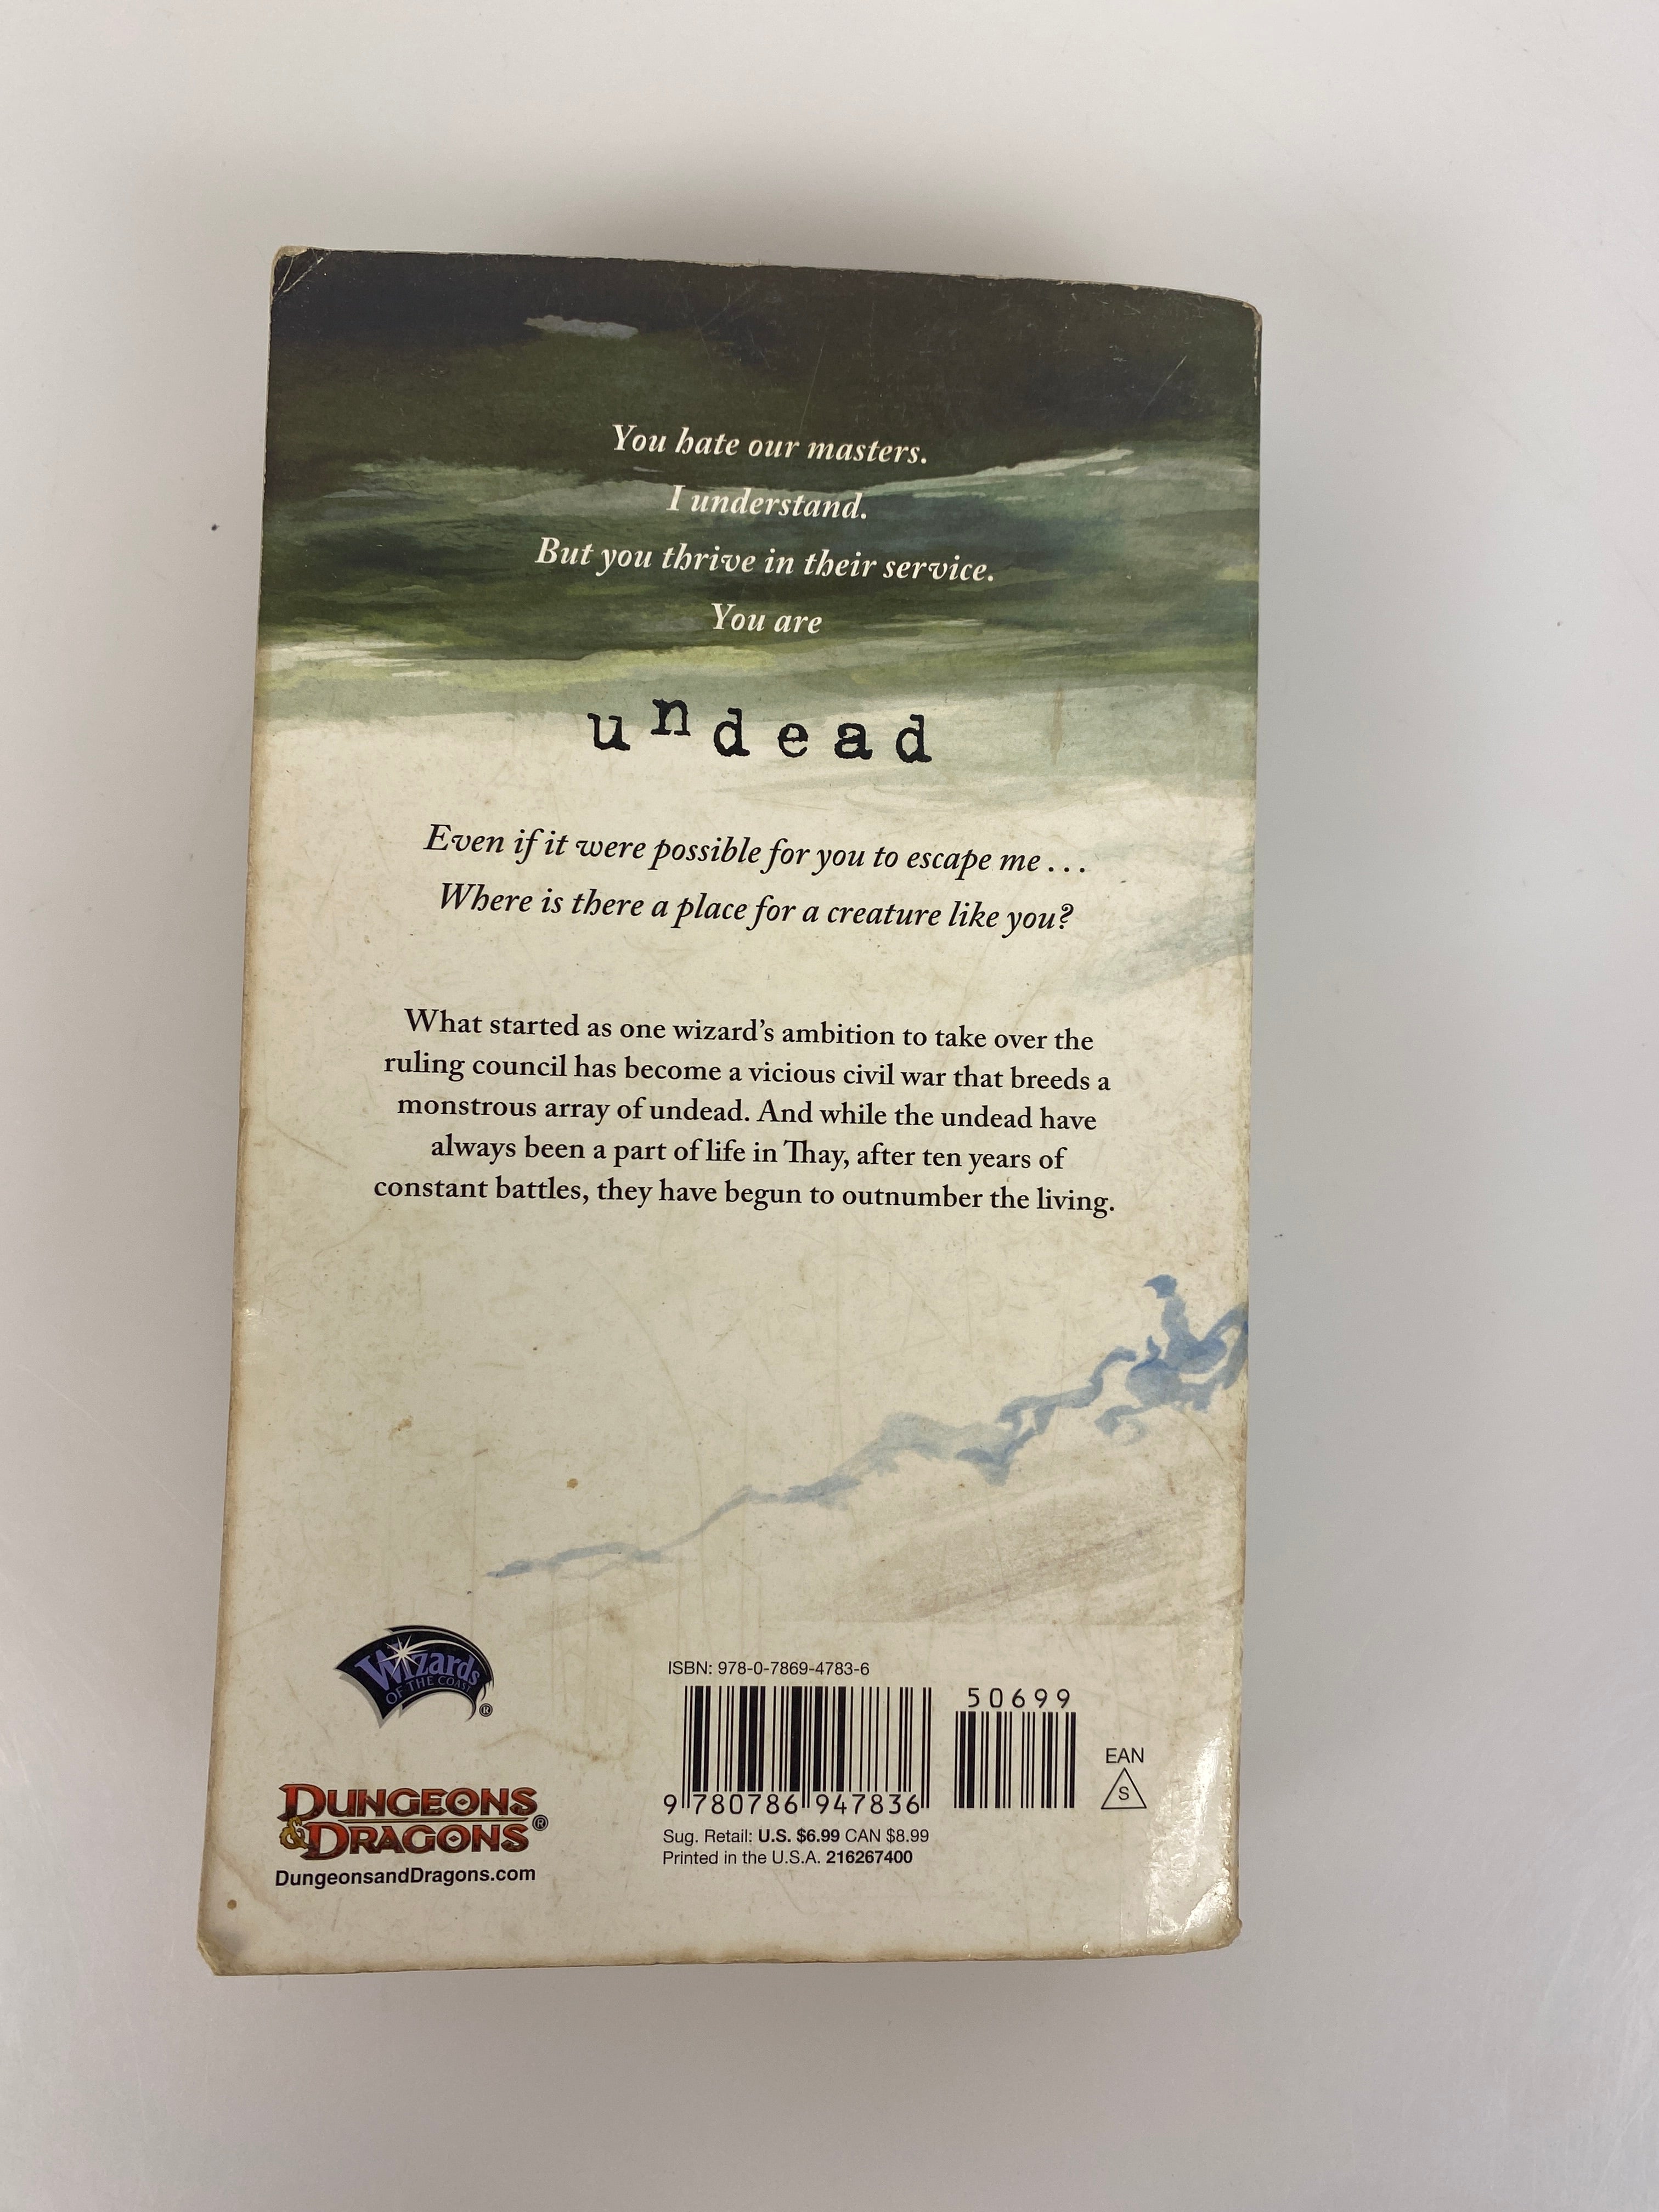 You hate our masters.
I understand.
But you thrive in their service.
You are
undead
Even if it were possible for you to escape me . . .
Where is there a place for a creature like you?
What started as one wizard’s ambition to take over the
ruling council has become a vicious civil war that breeds a
monstrous array of undead. And while the undead have
always been a part of life in Thay, after ten years of
constant battles, they have begun to outnumber the living.
Wizards
OF THE COAST
®
DUNGEONS
& DRAGONS®
DungeonsandDragons.com
ISBN: 978-0-7869-4783-6
50699
9 780786 947836
EAN
S
Sug. Retail: U.S. $6.99 CAN $8.99
Printed in the U.S.A. 216267400